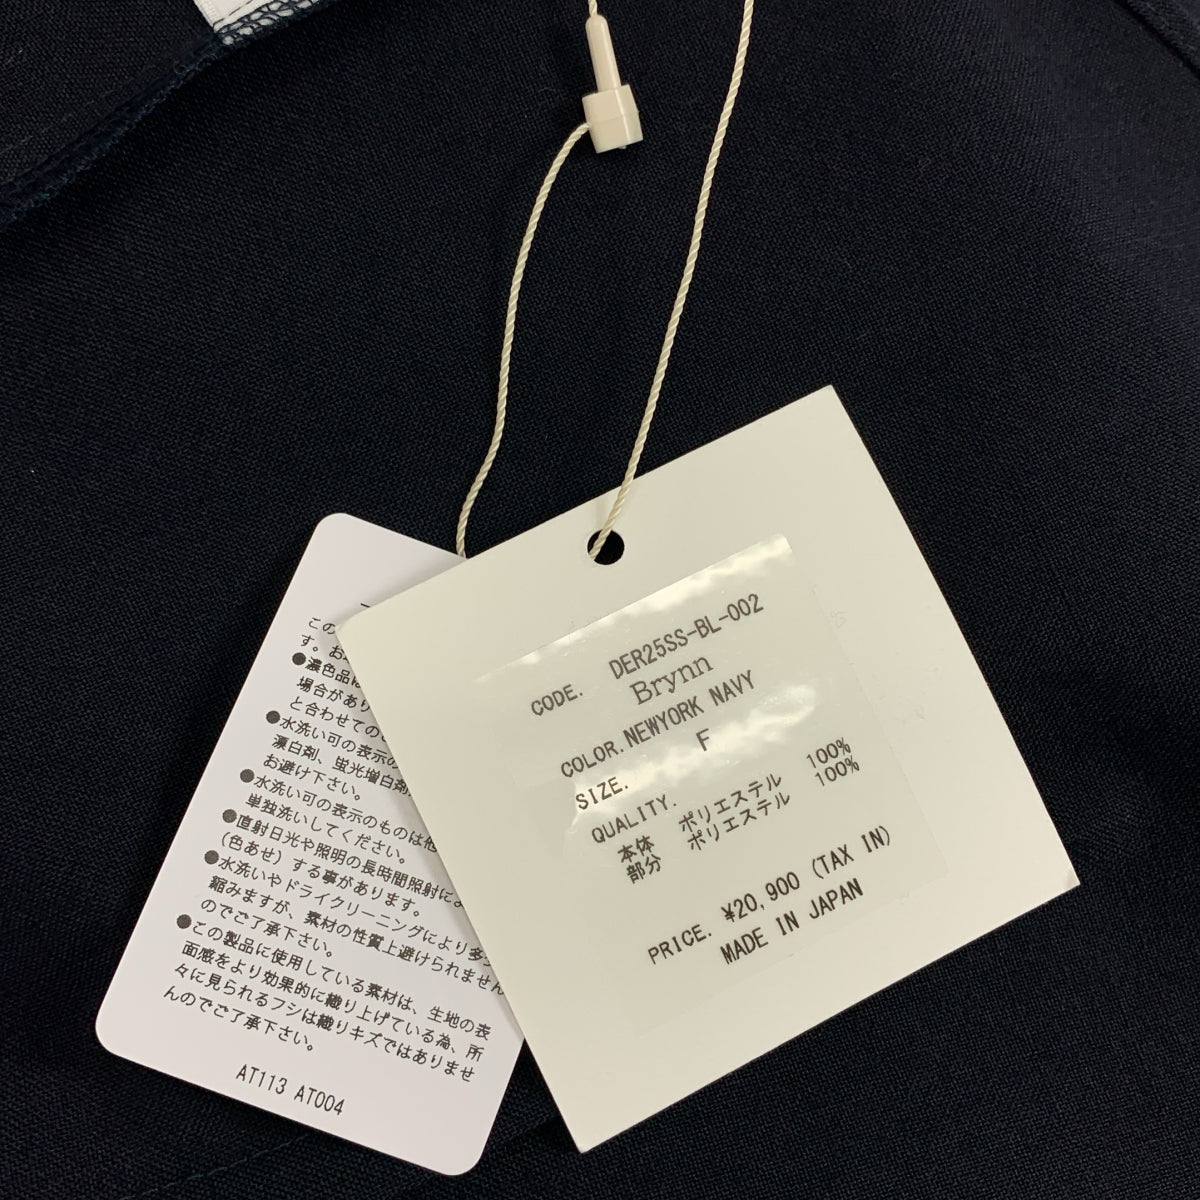 CODE. DER25SS-BL-002
Brynn
COLOR. NEWYORK NAVY
SIZE. F
QUALITY.
本体 ポリエステル 100%
部分 ポリエステル 100%
PRICE. ¥20,900 (TAX IN)
MADE IN JAPAN
この
す。お
●濃色品は
場合があり
と合わせての
●水洗い可の表示の
漂白剤、蛍光増白剤
お避け下さい。
●水洗い可の表示のものは他
単独洗いしてください。
●直射日光や照明の長時間照射によ
(色あせ)する事があります。
●水洗いやドライクリーニングにより多少
縮みますが、素材の性質上避けられません
のでご了承下さい。
●この製品に使用している素材は、生地の表
面感をより効果的に織り上げている為、所
々に見られるフシは織りキズではありませ
んのでご了承下さい。
AT113 AT004